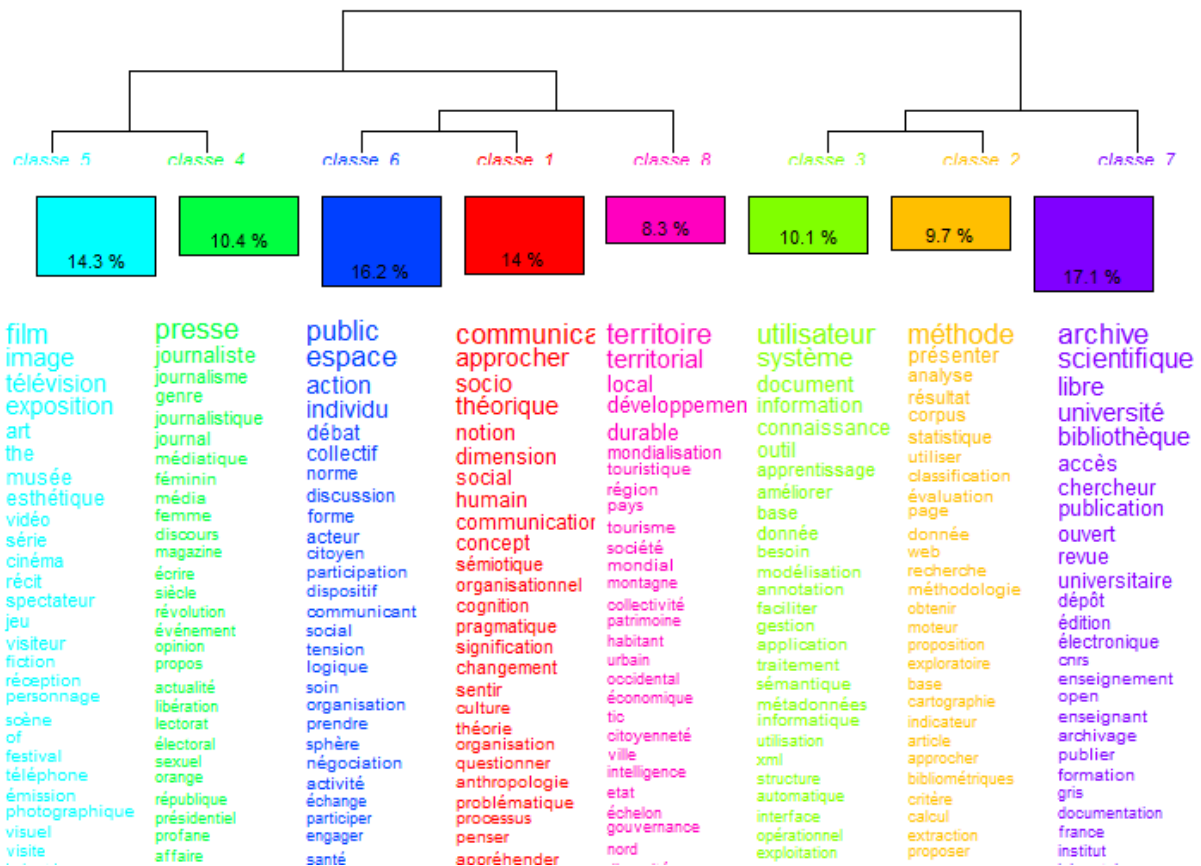 classe 5 classe 4 classe 6 classe 1 classe 8 classe 3 classe 2 classe 7
14.3 % 10.4 % 16.2 % 14 % 8.3 % 10.1 % 9.7 % 17.1 %
film
image
télévision
exposition
art
the
musée
esthétique
vidéo
série
cinéma
récit
spectateur
jeu
visiteur
fiction
réception
personnage
scène
of
festival
téléphone
émission
photographique
visuel
visite
presse
journaliste
journalisme
genre
journalistique
journal
médiatique
féminin
média
femme
discours
magazine
écrire
siècle
révolution
événement
opinion
propos
actualité
libération
lectorat
électoral
sexuel
orange
république
présidentiel
profane
affaire
public
espace
action
individu
débat
collectif
norme
discussion
forme
acteur
citoyen
participation
dispositif
communicant
social
tension
logique
soin
organisation
prendre
sphère
négociation
activité
échange
participer
engager
santé
communica
approcher
socio
théorique
notion
dimension
social
humain
communication
concept
sémiotique
organisationnel
cognition
pragmatique
signification
changement
sentir
culture
théorie
organisation
questionner
anthropologie
problématique
processus
penser
appréhender
territoire
territorial
local
développemen
durable
mondialisation
touristique
région
pays
tourisme
société
mondial
montagne
collectivité
patrimoine
habitant
urbain
occidental
économique
tic
citoyenneté
ville
intelligence
etat
échelon
gouvernance
nord
utilisateur
système
document
information
connaissance
outil
apprentissage
améliorer
base
donnée
besoin
modélisation
annotation
faciliter
gestion
application
traitement
sémantique
métadonnées
informatique
utilisation
xml
structure
automatique
interface
opérationnel
exploitation
méthode
présenter
analyse
résultat
corpus
statistique
utiliser
classification
évaluation
page
donnée
web
recherche
méthodologie
obtenir
moteur
proposition
exploratoire
base
cartographie
indicateur
article
approcher
bibliométriques
critère
calcul
extraction
proposer
archive
scientifique
libre
université
bibliothèque
accès
chercheur
publication
ouvert
revue
universitaire
dépôt
édition
électronique
cnrs
enseignement
open
enseignant
archivage
publier
formation
gris
documentation
france
institut